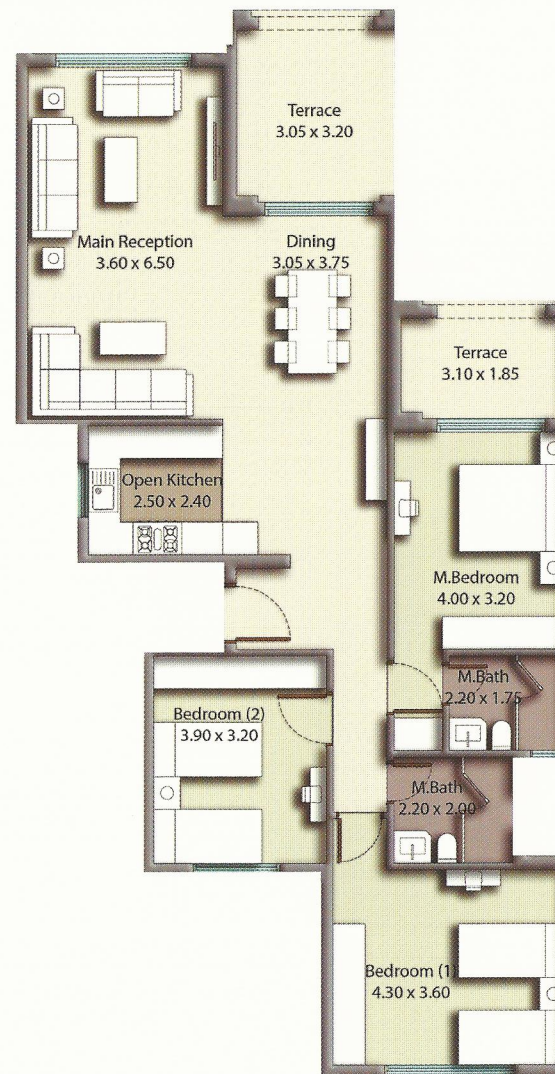 Terrace
3.05 x 3.20
Main Reception
3.60 x 6.50
Dining
3.05 x 3.75
Terrace
3.10 x 1.85
Open Kitchen
2.50 x 2.40
M.Bedroom
4.00 x 3.20
M.Bath
2.20 x 1.75
Bedroom (2)
3.90 x 3.20
M.Bath
2.20 x 2.00
Bedroom (1)
4.30 x 3.60